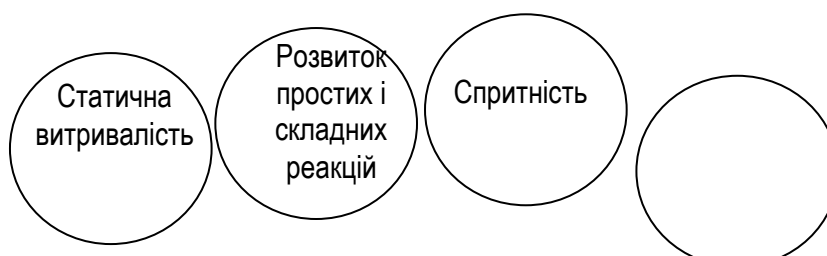 Статична
витривалість
Розвиток
простих і
складних
реакцій
Спритність